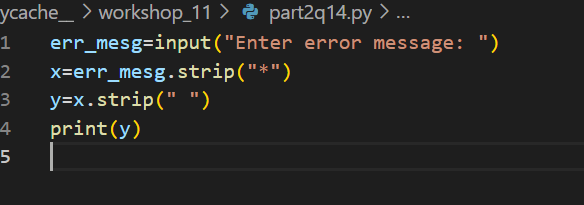 ycache__ > workshop_11 > part2q14.py > ...
1 err_mesg=input("Enter error message: ")
2 x=err_mesg.strip("*")
3 y=x.strip(" ")
4 print(y)
5